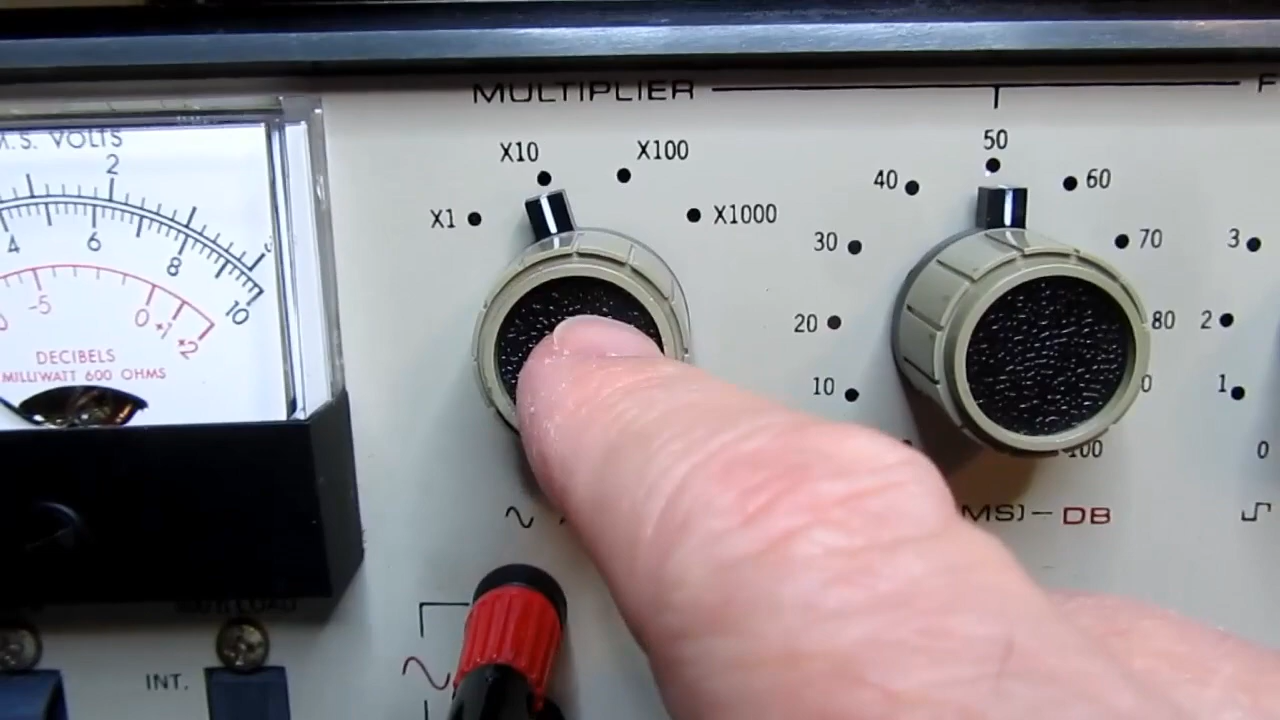 MULTIPLIER
X1
X10
X100
X1000
10
20
30
40
50
60
70
80
100
3
2
1
0
VOLTS
2
4
6
8
10
-5
0
+1
+2
DECIBELS
MILLIWATT 600 OHMS
DB
INT.